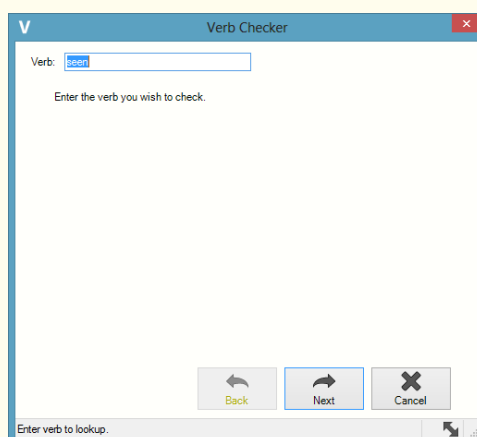 V Verb Checker
Verb: seen
Enter the verb you wish to check.
Back Next Cancel
Enter verb to lookup.